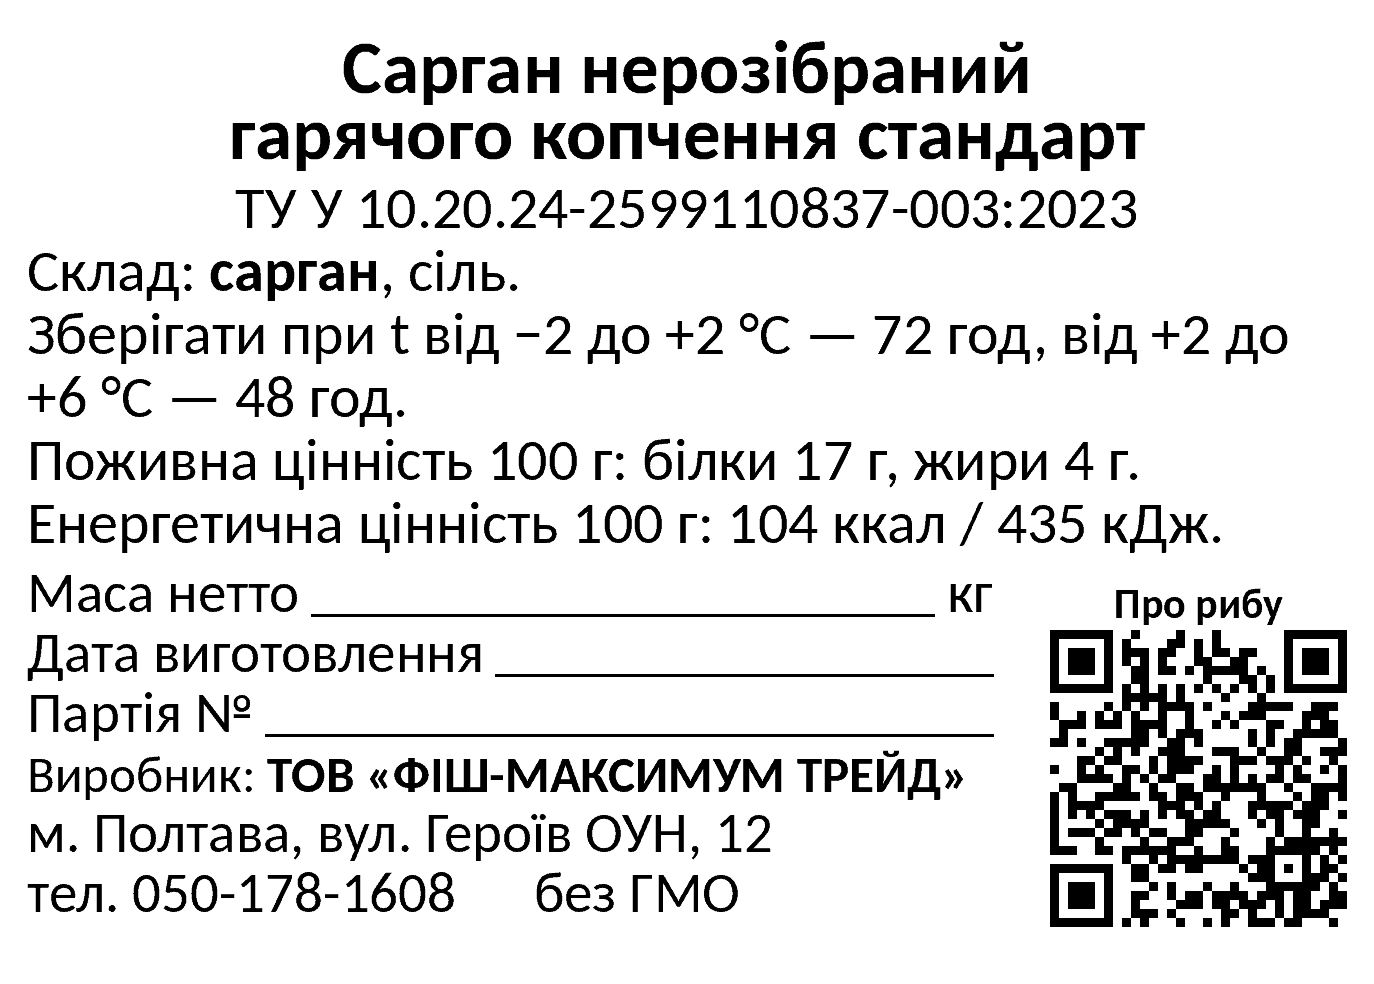 Сарган нерозібраний
гарячого копчення стандарт
ТУ У 10.20.24-2599110837-003:2023
Склад: сарган, сіль.
Зберігати при t від −2 до +2 °C — 72 год, від +2 до
+6 °C — 48 год.
Поживна цінність 100 г: білки 17 г, жири 4 г.
Енергетична цінність 100 г: 104 ккал / 435 кДж.
Маса нетто ______________________ кг
Дата виготовлення __________________
Партія № __________________________
Про рибу
Виробник: ТОВ «ФІШ-МАКСИМУМ ТРЕЙД»
м. Полтава, вул. Героїв ОУН, 12
тел. 050-178-1608 без ГМО